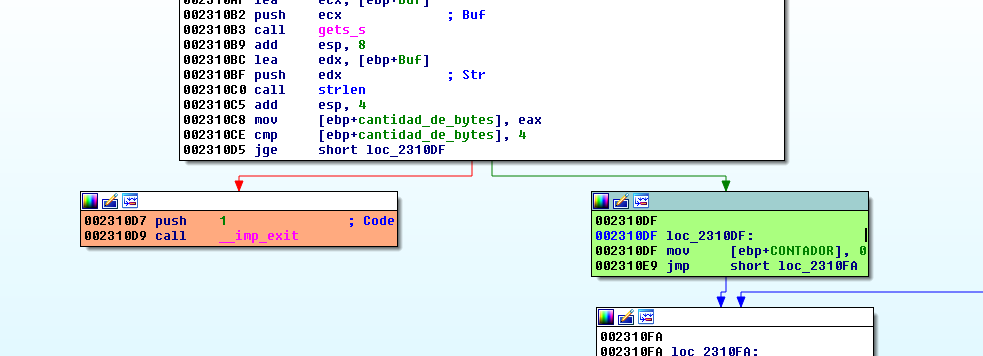 002310AF lea     ecx, [ebp+Buf]
002310B2 push    ecx             ; Buf
002310B3 call    gets_s
002310B9 add     esp, 8
002310BC lea     edx, [ebp+Buf]
002310BF push    edx             ; Str
002310C0 call    strlen
002310C5 add     esp, 4
002310C8 mov     [ebp+cantidad_de_bytes], eax
002310CE cmp     [ebp+cantidad_de_bytes], 4
002310D5 jge     short loc_2310DF
002310D7 push    1               ; Code
002310D9 call    __imp_exit
002310DF
002310DF loc_2310DF:
002310DF mov     [ebp+CONTADOR], 0
002310E9 jmp     short loc_2310FA
002310FA
002310FA loc_2310FA: